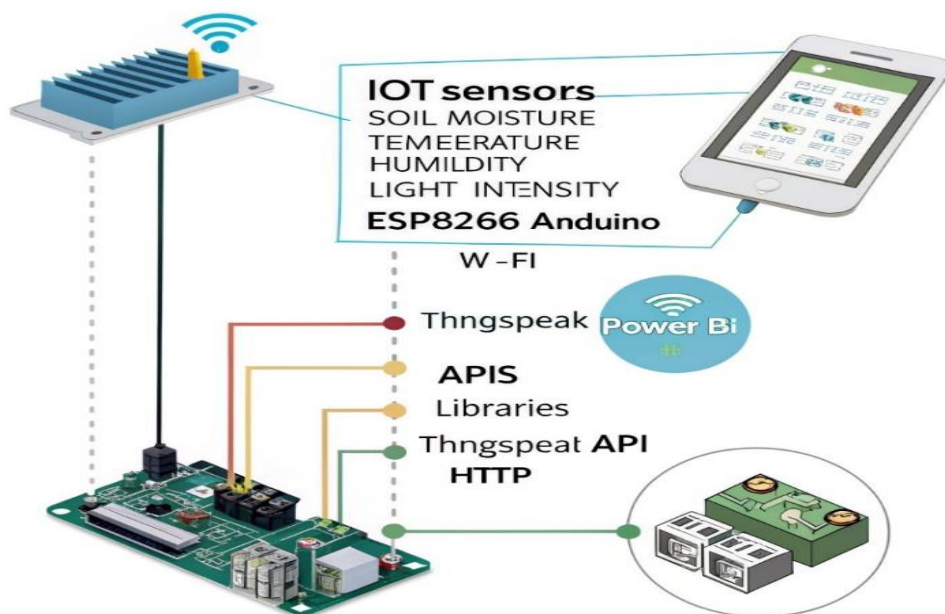 IOT sensors
SOIL MOISTURE
TEMEERATURE
HUMILDITY
LIGHT INTENSITY
ESP8266 Anduino
W-FI
Thngspeak
Power Bi
APIS
Libraries
Thngspeat API
HTTP